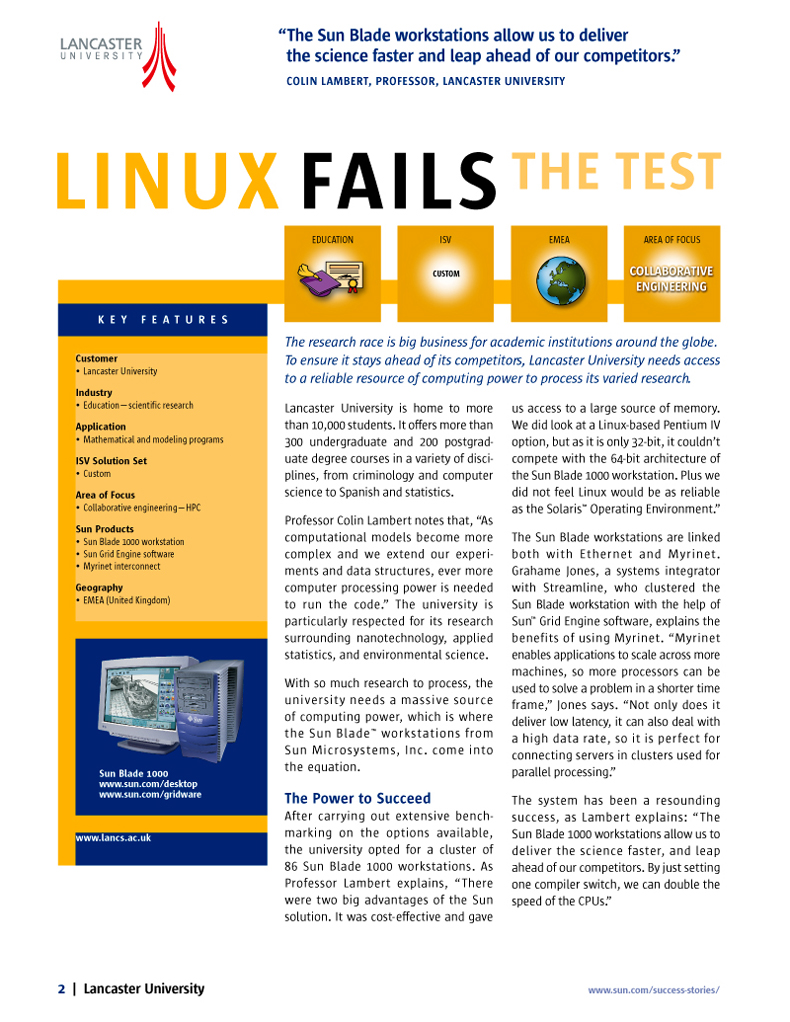 LANCASTER
UNIVERSITY
“The Sun Blade workstations allow us to deliver
the science faster and leap ahead of our competitors.”
COLIN LAMBERT, PROFESSOR, LANCASTER UNIVERSITY
LINUX FAILS THE TEST
EDUCATION
ISV
CUSTOM
EMEA
AREA OF FOCUS
COLLABORATIVE
ENGINEERING
KEY FEATURES
Customer
• Lancaster University
Industry
• Education—scientific research
Application
• Mathematical and modeling programs
ISV Solution Set
• Custom
Area of Focus
• Collaborative engineering—HPC
Sun Products
• Sun Blade 1000 workstation
• Sun Grid Engine software
• Myrinet interconnect
Geography
• EMEA (United Kingdom)
Sun Blade 1000
www.sun.com/desktop
www.sun.com/gridware
www.lancs.ac.uk
The research race is big business for academic institutions around the globe.
To ensure it stays ahead of its competitors, Lancaster University needs access
to a reliable resource of computing power to process its varied research.
Lancaster University is home to more
than 10,000 students. It offers more than
300 undergraduate and 200 postgrad-
uate degree courses in a variety of disci-
plines, from criminology and computer
science to Spanish and statistics.
Professor Colin Lambert notes that, “As
computational models become more
complex and we extend our experi-
ments and data structures, ever more
computer processing power is needed
to run the code.” The university is
particularly respected for its research
surrounding nanotechnology, applied
statistics, and environmental science.
With so much research to process, the
university needs a massive source
of computing power, which is where
the Sun Blade™ workstations from
Sun Microsystems, Inc. come into
the equation.
The Power to Succeed
After carrying out extensive bench-
marking on the options available,
the university opted for a cluster of
86 Sun Blade 1000 workstations. As
Professor Lambert explains, “There
were two big advantages of the Sun
solution. It was cost-effective and gave
us access to a large source of memory.
We did look at a Linux-based Pentium IV
option, but as it is only 32-bit, it couldn’t
compete with the 64-bit architecture of
the Sun Blade 1000 workstation. Plus we
did not feel Linux would be as reliable
as the Solaris™ Operating Environment.”
The Sun Blade workstations are linked
both with Ethernet and Myrinet.
Grahame Jones, a systems integrator
with Streamline, who clustered the
Sun Blade workstation with the help of
Sun™ Grid Engine software, explains the
benefits of using Myrinet. “Myrinet
enables applications to scale across more
machines, so more processors can be
used to solve a problem in a shorter time
frame,” Jones says. “Not only does it
deliver low latency, it can also deal with
a high data rate, so it is perfect for
connecting servers in clusters used for
parallel processing.”
The system has been a resounding
success, as Lambert explains: “The
Sun Blade 1000 workstations allow us to
deliver the science faster, and leap
ahead of our competitors. By just setting
one compiler switch, we can double the
speed of the CPUs.”
2 | Lancaster University
www.sun.com/success-stories/